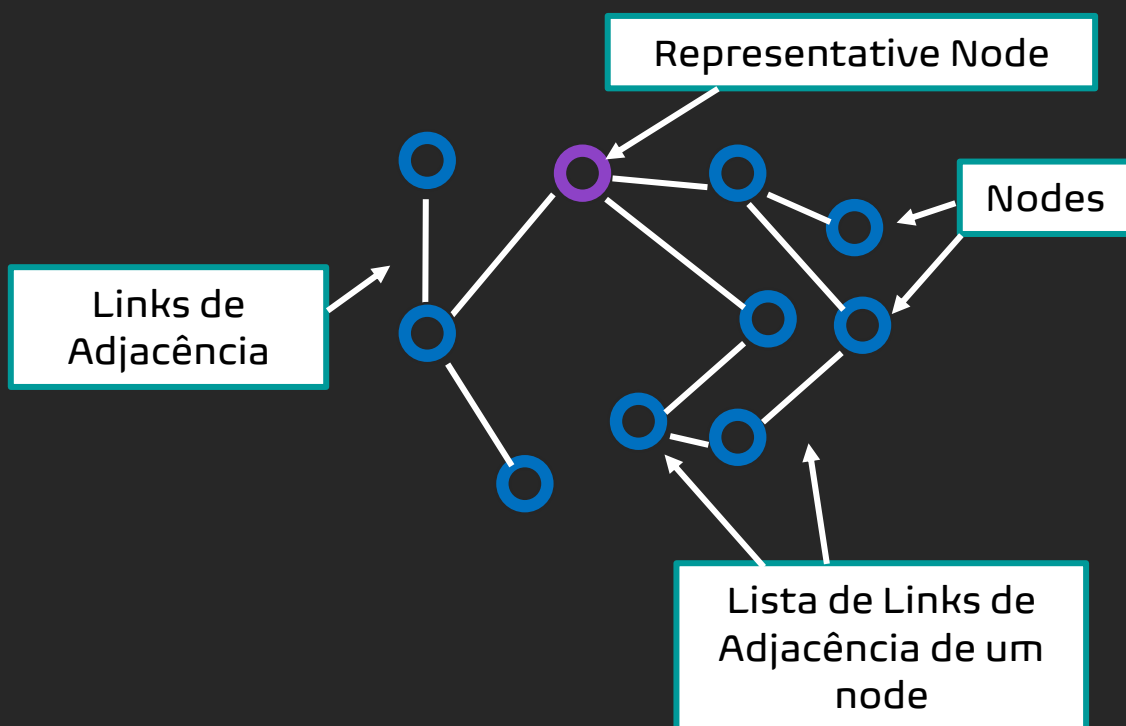 Representative Node
Nodes
Links de
Adjacência
Lista de Links de
Adjacência de um
node